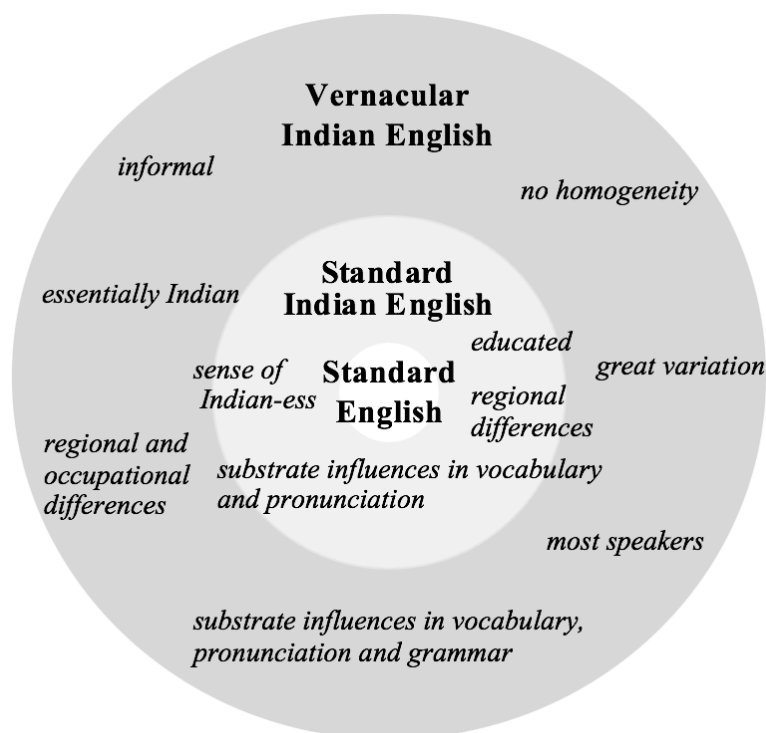 Vernacular
Indian English
informal
no homogeneity
Standard
Indian English
essentially Indian
educated
sense of
Indian-ess
Standard
English
great variation
regional
differences
regional and
occupational
differences
substrate influences in vocabulary
and pronunciation
most speakers
substrate influences in vocabulary,
pronunciation and grammar